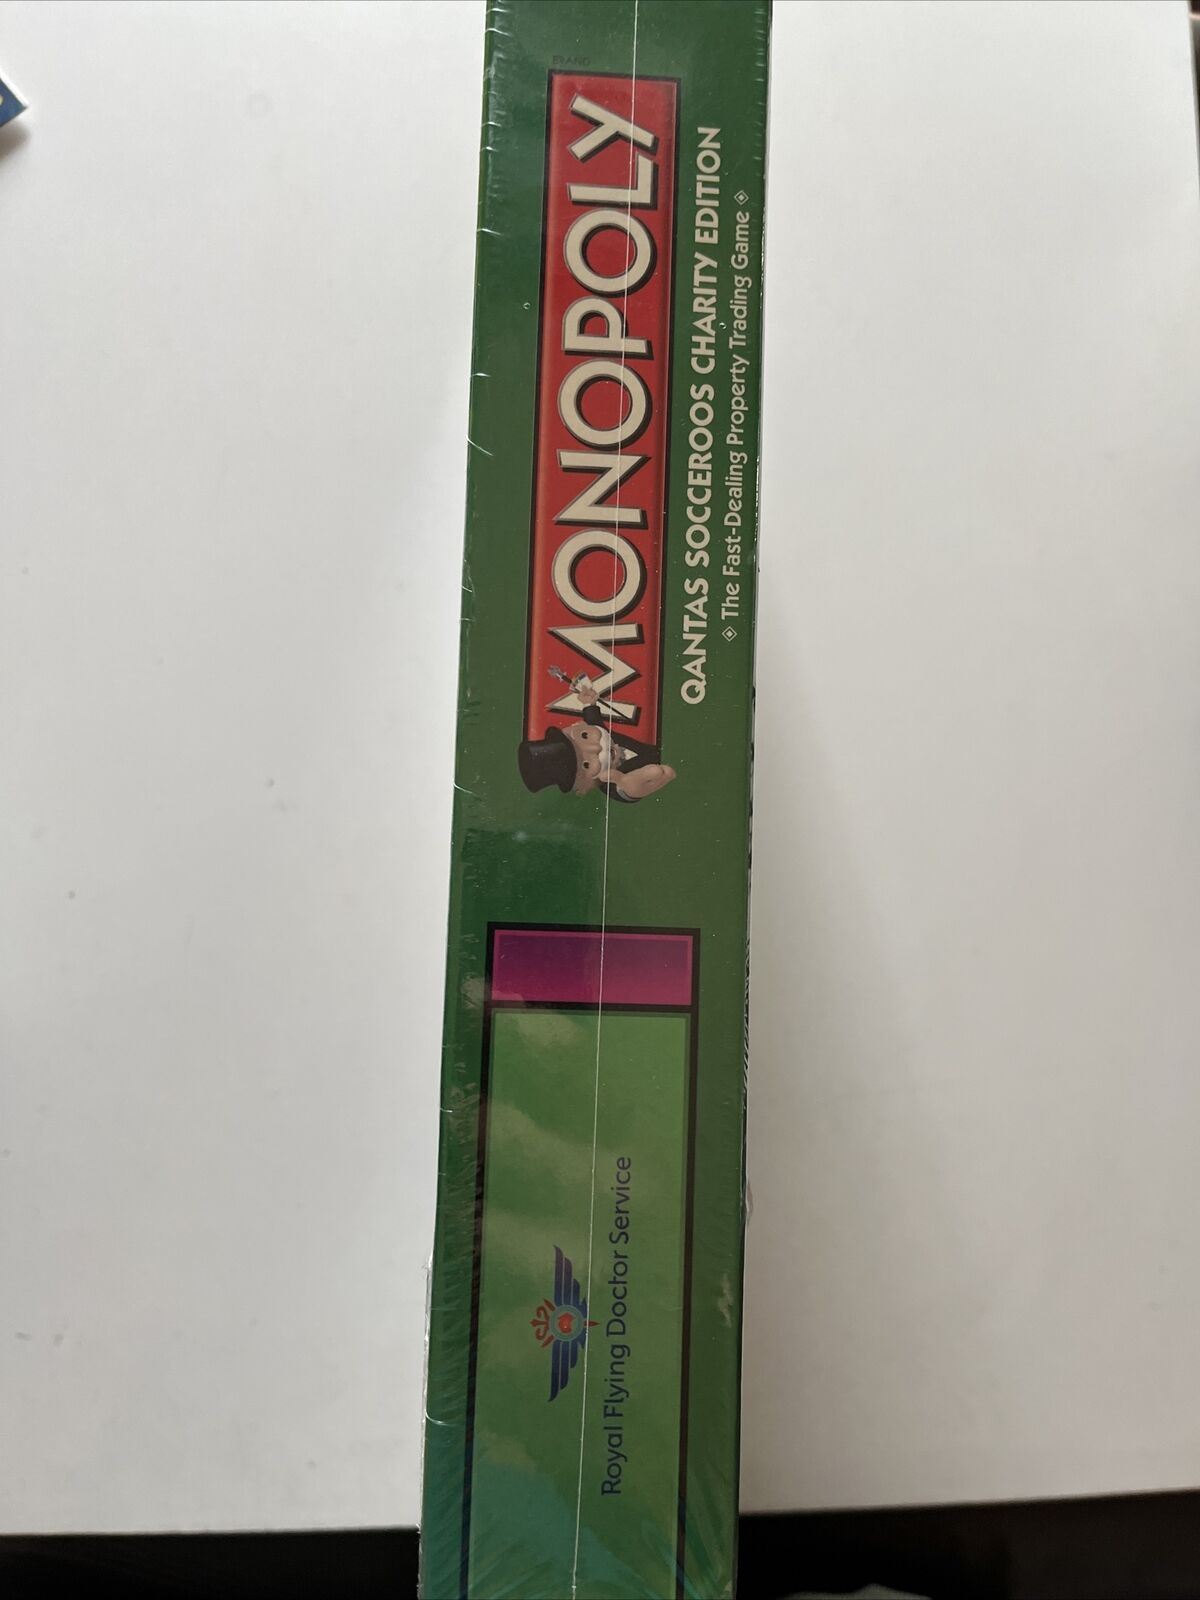 BRAND
MONOPOLY
QANTAS SOCCEROOS CHARITY EDITION
The Fast-Dealing Property Trading Game
Royal Flying Doctor Service